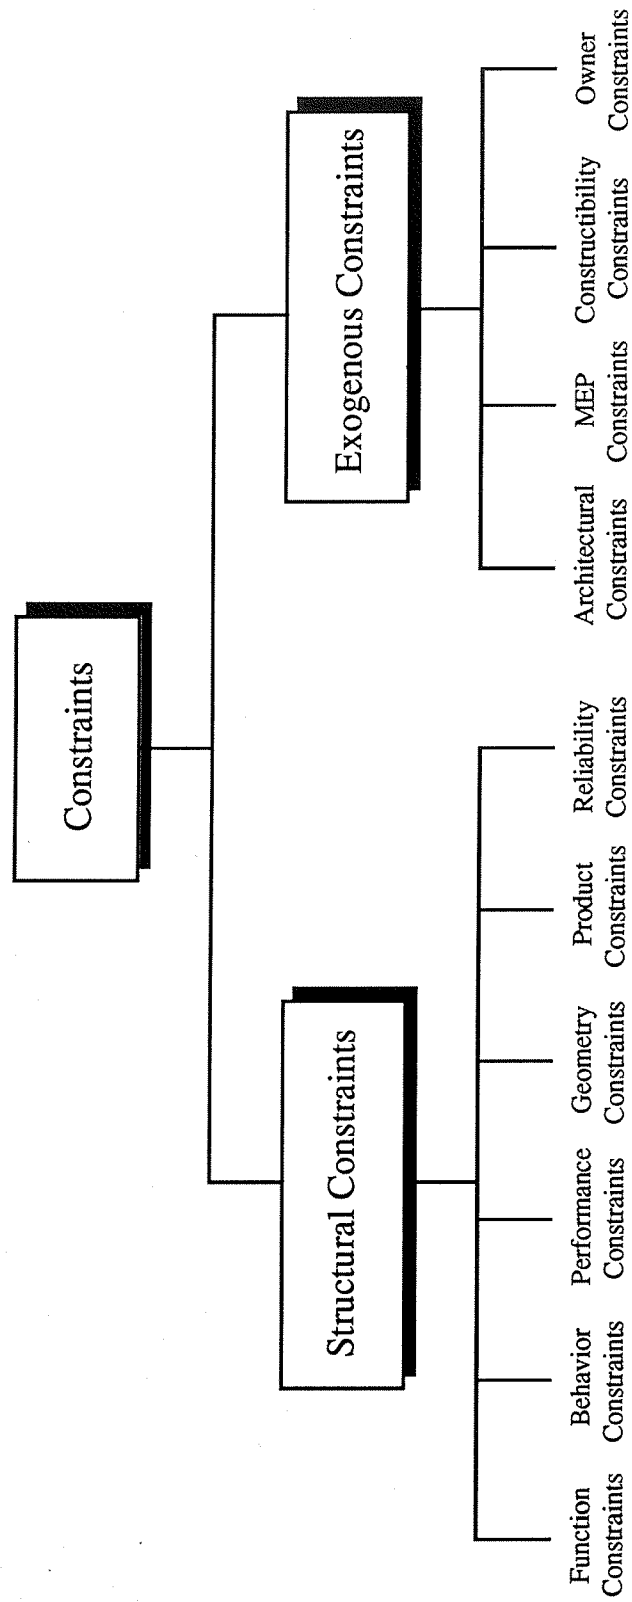 Constraints
Structural Constraints
Exogenous Constraints
Function
Constraints
Behavior
Constraints
Performance
Constraints
Geometry
Constraints
Product
Constraints
Reliability
Constraints
Architectural
Constraints
MEP
Constraints
Constructibility
Constraints
Owner
Constraints